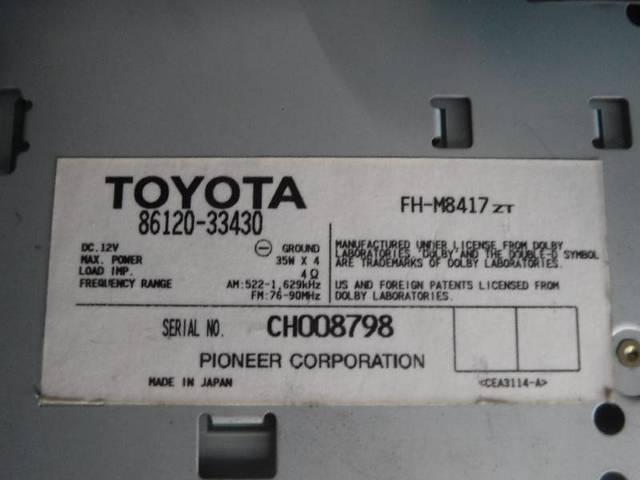 TOYOTA
86120-33430
FH-M8417 ZT
DC.12V ⊖ GROUND
MAX. POWER 35W X 4
LOAD IMP. 4Ω
FREQUENCY RANGE AM:522-1,629kHz
FM:76-90MHz
MANUFACTURED UNDER LICENSE FROM DOLBY
LABORATORIES. "DOLBY" AND THE DOUBLE-D SYMBOL
ARE TRADEMARKS OF DOLBY LABORATORIES.
US AND FOREIGN PATENTS LICENSED FROM
DOLBY LABORATORIES.
SERIAL NO. CH008798
PIONEER CORPORATION
MADE IN JAPAN
<CEA3114-A>